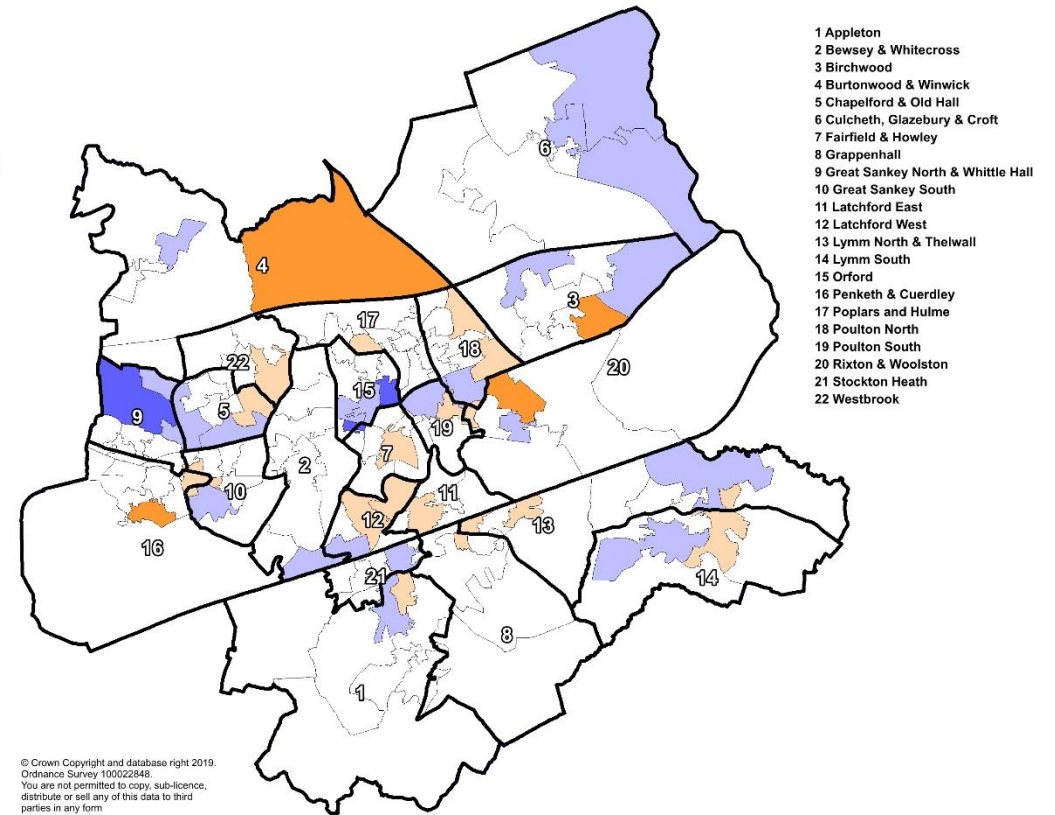 1 Appleton
2 Bewsey & Whitecross
3 Birchwood
4 Burtonwood & Winwick
5 Chapelford & Old Hall
6 Culcheth, Glazebury & Croft
7 Fairfield & Howley
8 Grappenhall
9 Great Sankey North & Whittle Hall
10 Great Sankey South
11 Latchford East
12 Latchford West
13 Lymm North & Thelwall
14 Lymm South
15 Orford
16 Penketh & Cuerdley
17 Poplars and Hulme
18 Poulton North
19 Poulton South
20 Rixton & Woolston
21 Stockton Heath
22 Westbrook
6
4
3
17
18
22
20
15
5
9
19
7
2
10
11
12
13
16
21
14
8
1
© Crown Copyright and database right 2019.
Ordnance Survey 100022848.
You are not permitted to copy, sub-licence,
distribute or sell any of this data to third
parties in any form